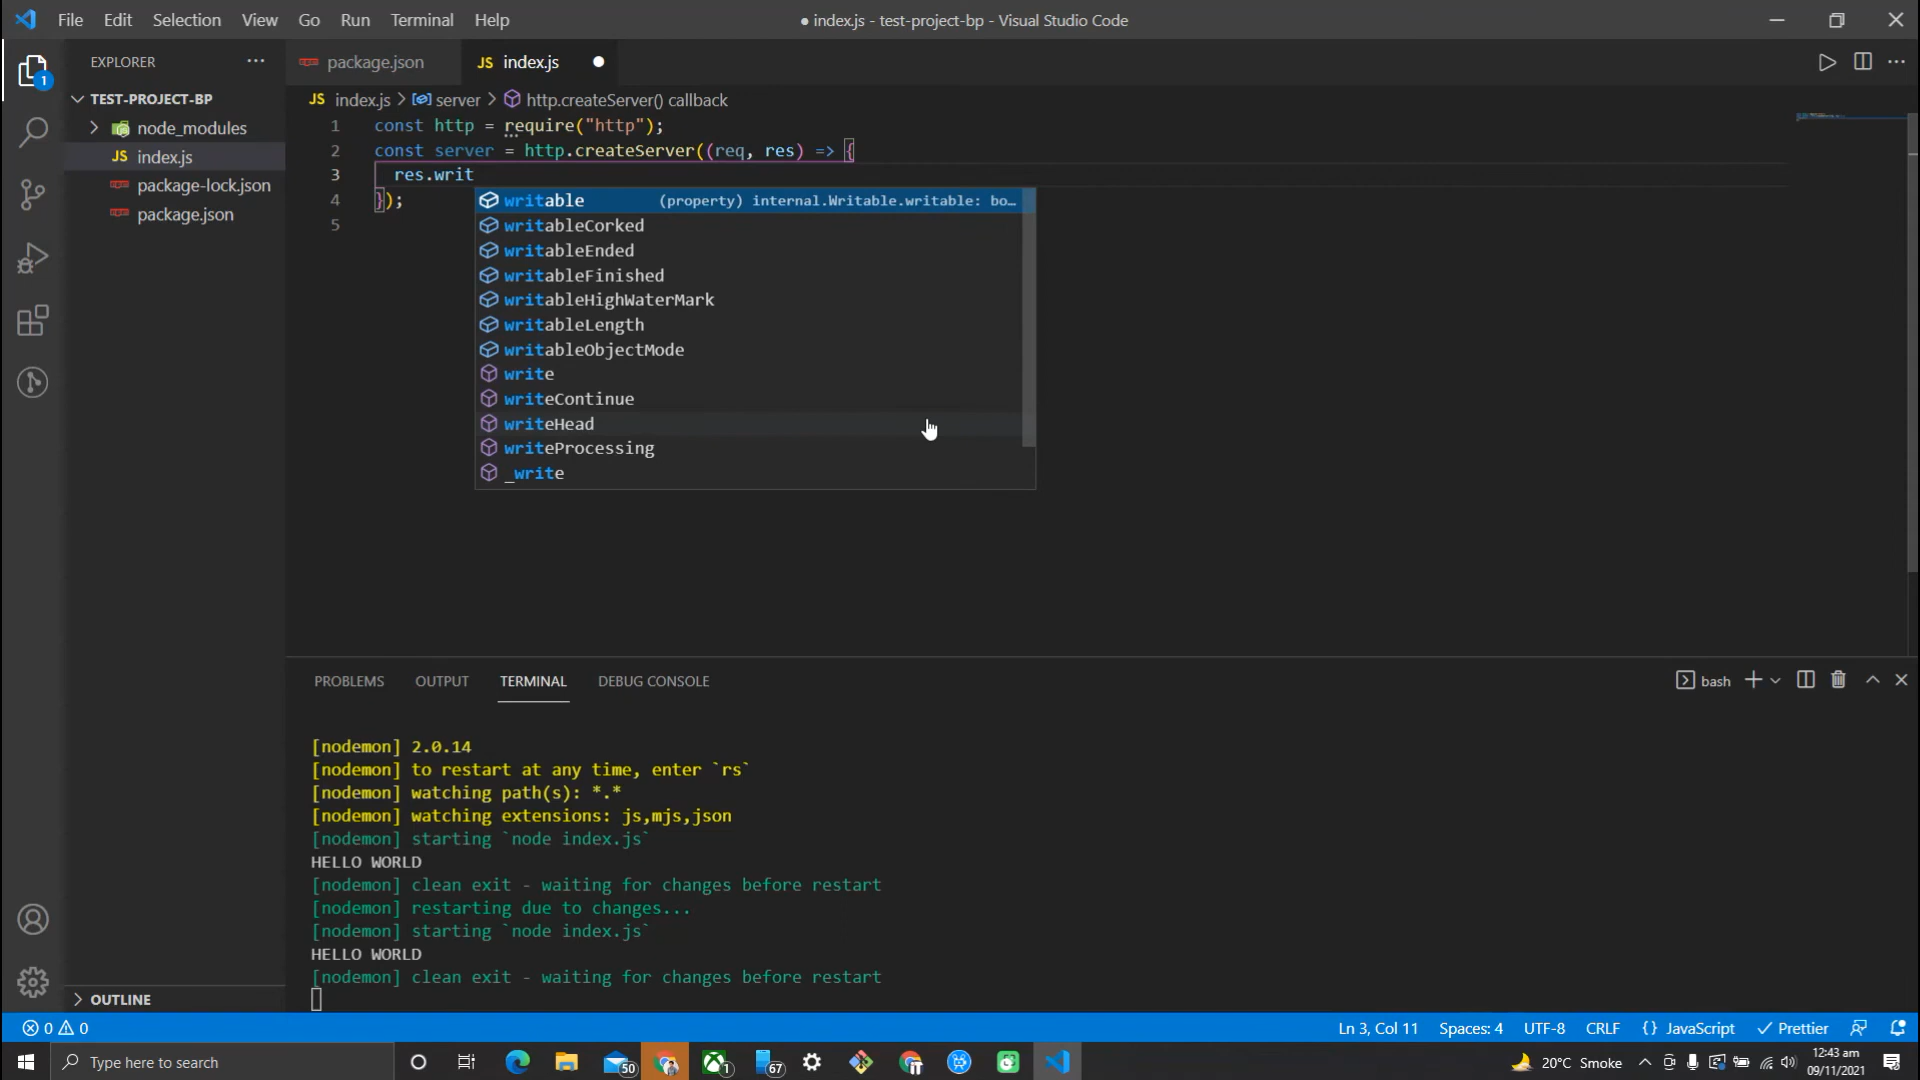 File Edit Selection View Go Run Terminal Help
● index.js - test-project-bp - Visual Studio Code
1
EXPLORER ···
TEST-PROJECT-BP
node_modules
JS index.js
package-lock.json
package.json
OUTLINE
package.json
JS index.js
JS index.js > server > http.createServer() callback
1 const http = require("http");
2 const server = http.createServer((req, res) => {
3 res.writ
4 });
5
writable (property) internal.Writable.writable: bo…
writableCorked
writableEnded
writableFinished
writableHighWaterMark
writableLength
writableObjectMode
write
writeContinue
writeHead
writeProcessing
_write
PROBLEMS OUTPUT TERMINAL DEBUG CONSOLE
bash
[nodemon] 2.0.14
[nodemon] to restart at any time, enter `rs`
[nodemon] watching path(s): *.*
[nodemon] watching extensions: js,mjs,json
[nodemon] starting `node index.js`
HELLO WORLD
[nodemon] clean exit - waiting for changes before restart
[nodemon] restarting due to changes...
[nodemon] starting `node index.js`
HELLO WORLD
[nodemon] clean exit - waiting for changes before restart
0 0
Ln 3, Col 11 Spaces: 4 UTF-8 CRLF {} JavaScript Prettier
Type here to search
50 1 67
20°C Smoke
12:43 am
09/11/2021